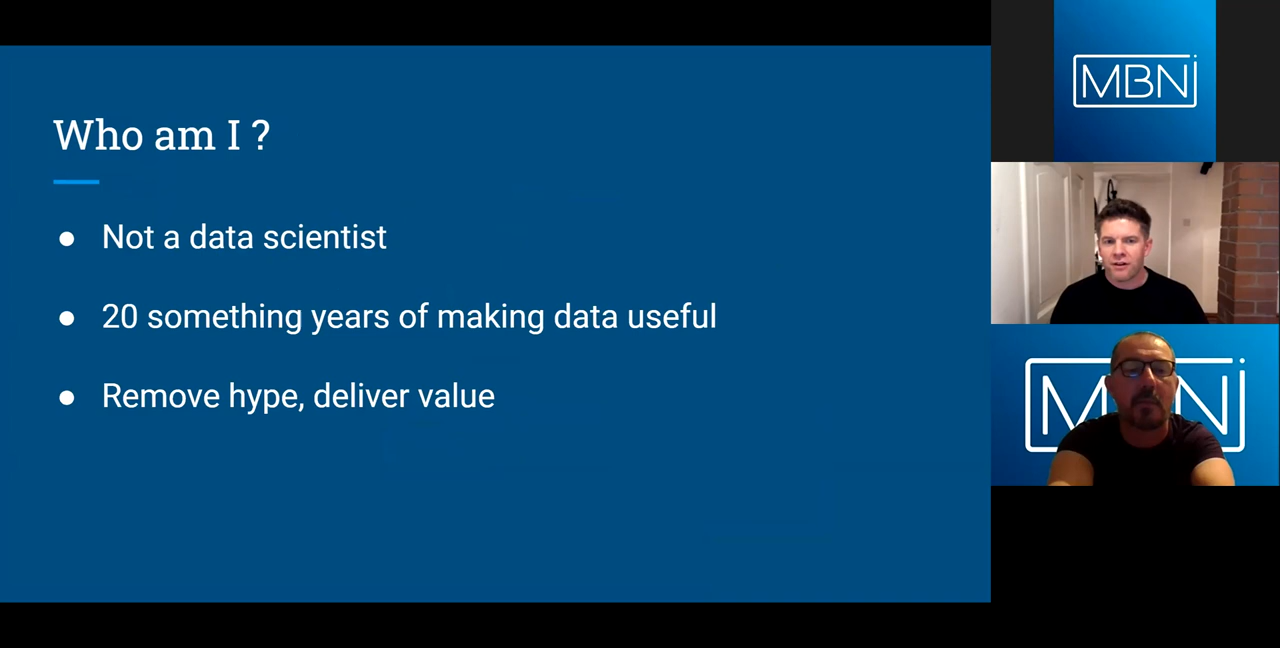 Who am I ?
● Not a data scientist
● 20 something years of making data useful
● Remove hype, deliver value
MBN
MBN